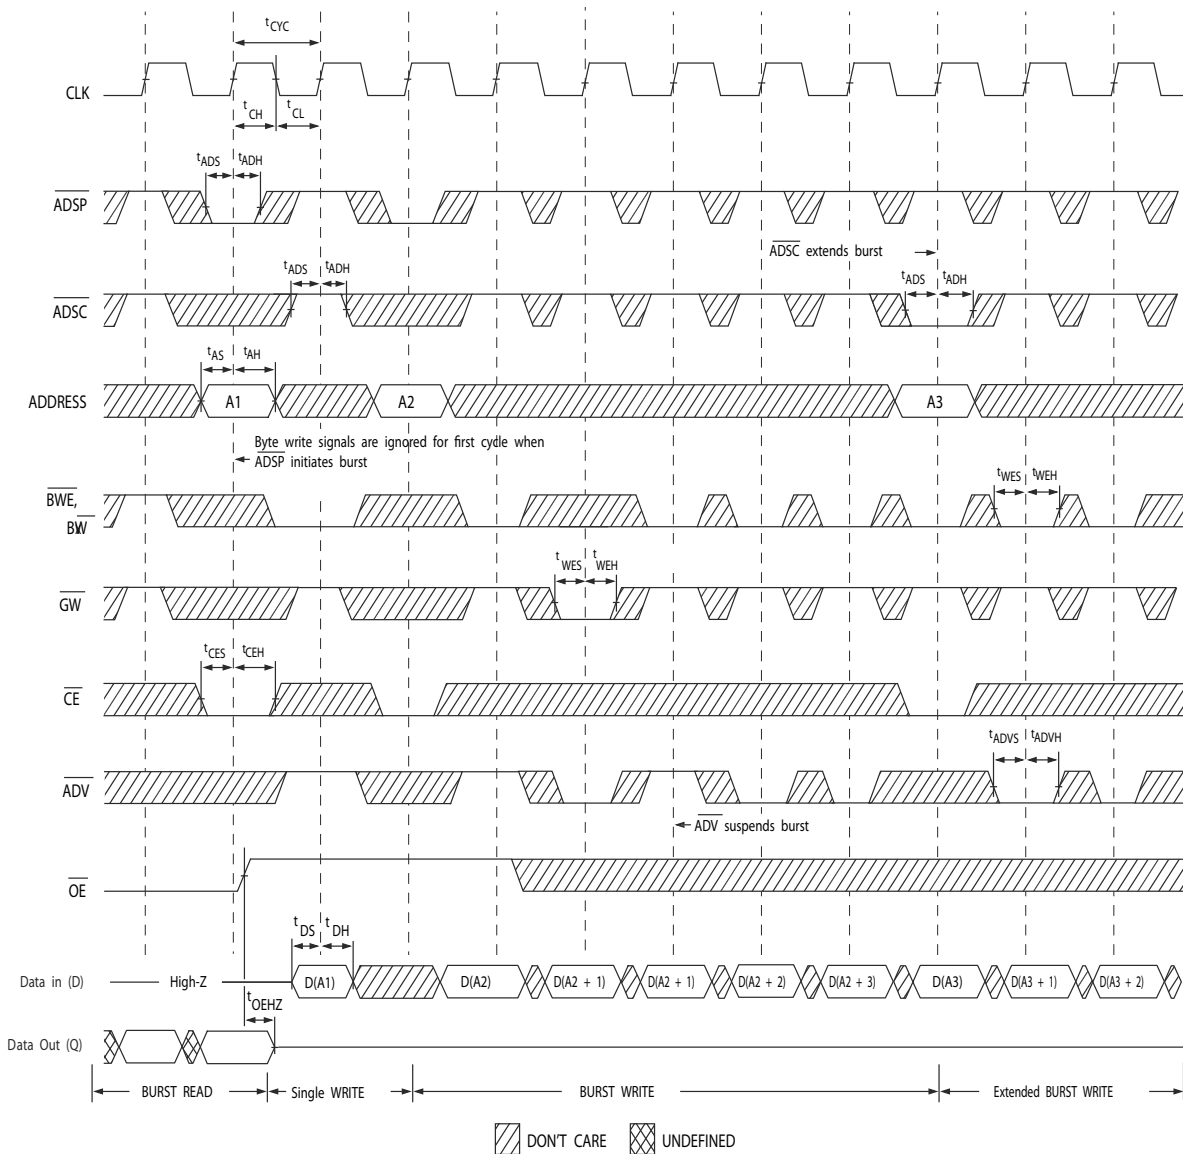 tCYC
CLK
tCH
tCL
tADS tADH
ADSP
ADSC extends burst
tADS tADH
tADS tADH
ADSC
tAS tAH
ADDRESS
A1
A2
A3
Byte write signals are ignored for first cycle when
ADSP initiates burst
tWES tWEH
BWE,
BWX
tWES tWEH
GW
tCES tCEH
CE
tADVS tADVH
ADV
ADV suspends burst
OE
tDS tDH
Data in (D)
High-Z
D(A1)
D(A2)
D(A2 + 1)
D(A2 + 1)
D(A2 + 2)
D(A2 + 3)
D(A3)
D(A3 + 1)
D(A3 + 2)
tOEHZ
Data Out (Q)
BURST READ
Single WRITE
BURST WRITE
Extended BURST WRITE
DON'T CARE
UNDEFINED